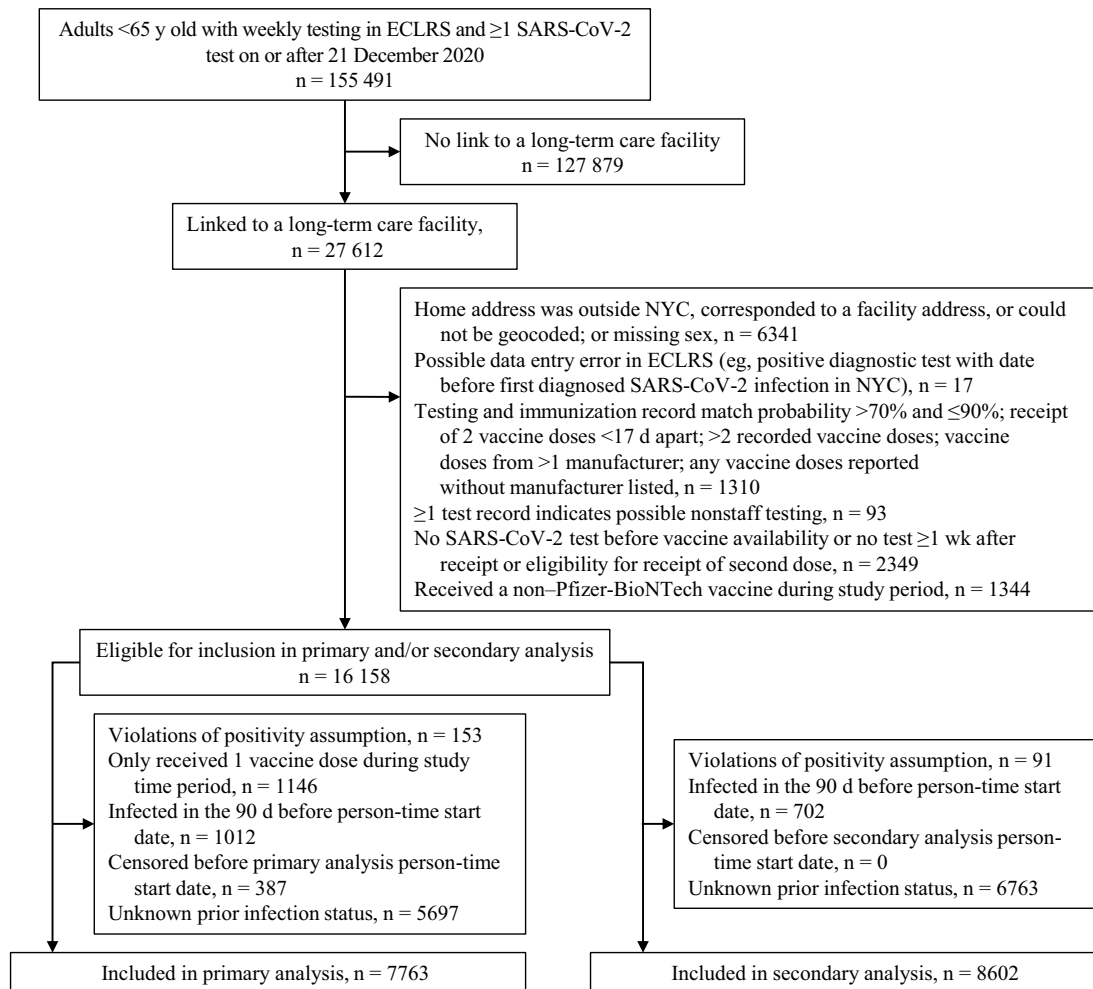 Adults <65 y old with weekly testing in ECLRS and ≥1 SARS-CoV-2
test on or after 21 December 2020
n = 155 491
No link to a long-term care facility
n = 127 879
Linked to a long-term care facility,
n = 27 612
Home address was outside NYC, corresponded to a facility address, or could
not be geocoded; or missing sex, n = 6341
Possible data entry error in ECLRS (eg, positive diagnostic test with date
before first diagnosed SARS-CoV-2 infection in NYC), n = 17
Testing and immunization record match probability >70% and ≤90%; receipt
of 2 vaccine doses <17 d apart; >2 recorded vaccine doses; vaccine
doses from >1 manufacturer; any vaccine doses reported
without manufacturer listed, n = 1310
≥1 test record indicates possible nonstaff testing, n = 93
No SARS-CoV-2 test before vaccine availability or no test ≥1 wk after
receipt or eligibility for receipt of second dose, n = 2349
Received a non–Pfizer-BioNTech vaccine during study period, n = 1344
Eligible for inclusion in primary and/or secondary analysis
n = 16 158
Violations of positivity assumption, n = 153
Only received 1 vaccine dose during study
time period, n = 1146
Infected in the 90 d before person-time start
date, n = 1012
Censored before primary analysis person-time
start date, n = 387
Unknown prior infection status, n = 5697
Violations of positivity assumption, n = 91
Infected in the 90 d before person-time start
date, n = 702
Censored before secondary analysis person-
time start date, n = 0
Unknown prior infection status, n = 6763
Included in primary analysis, n = 7763
Included in secondary analysis, n = 8602